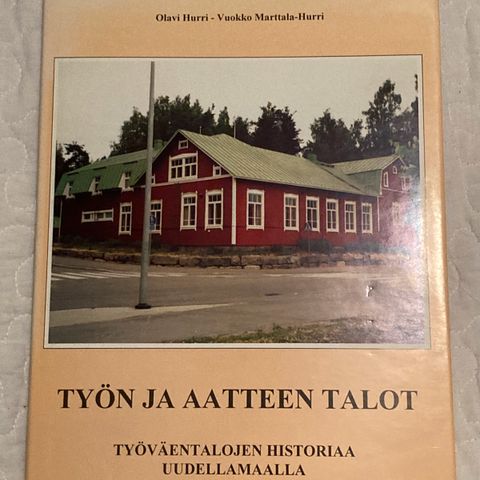 Olavi Hurri - Vuokko Marttala-Hurri
TYÖN JA AATTEEN TALOT
TYÖVÄENTALOJEN HISTORIAA
UUDELLAMAALLA